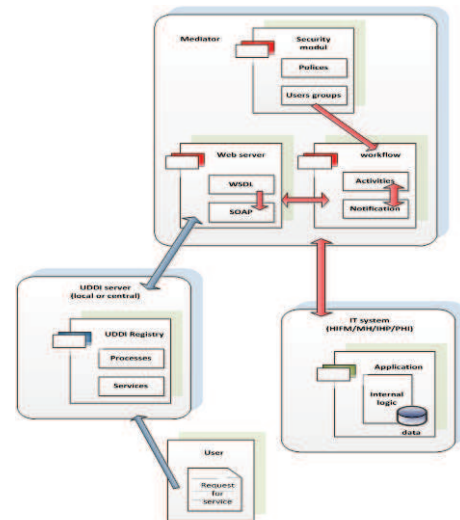 Mediator
Security
modul
Polices
Users groups
Web server
WSDL
SOAP
workflow
Activities
Notification
UDDI server
(local or central)
UDDI Registry
Processes
Services
IT system
(HIFM/MH/IHP/PHI)
Application
Internal
logic
data
User
Request
for
service